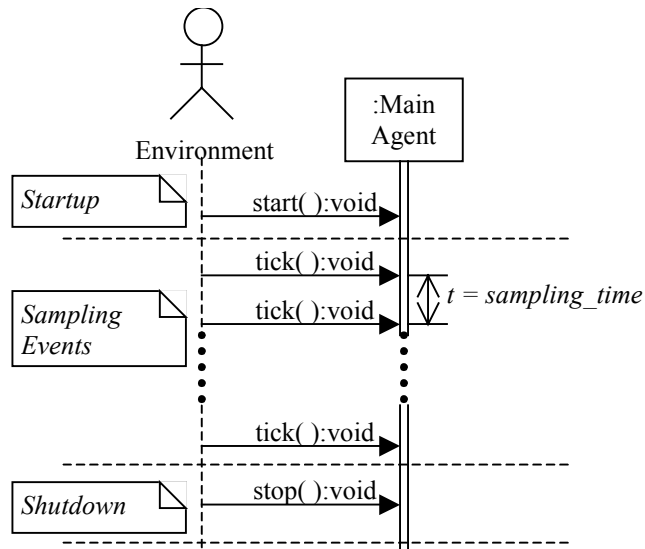 :Main
Agent
Environment
Startup
start( ):void
tick( ):void
t = sampling_time
Sampling
Events
tick( ):void
tick( ):void
Shutdown
stop( ):void